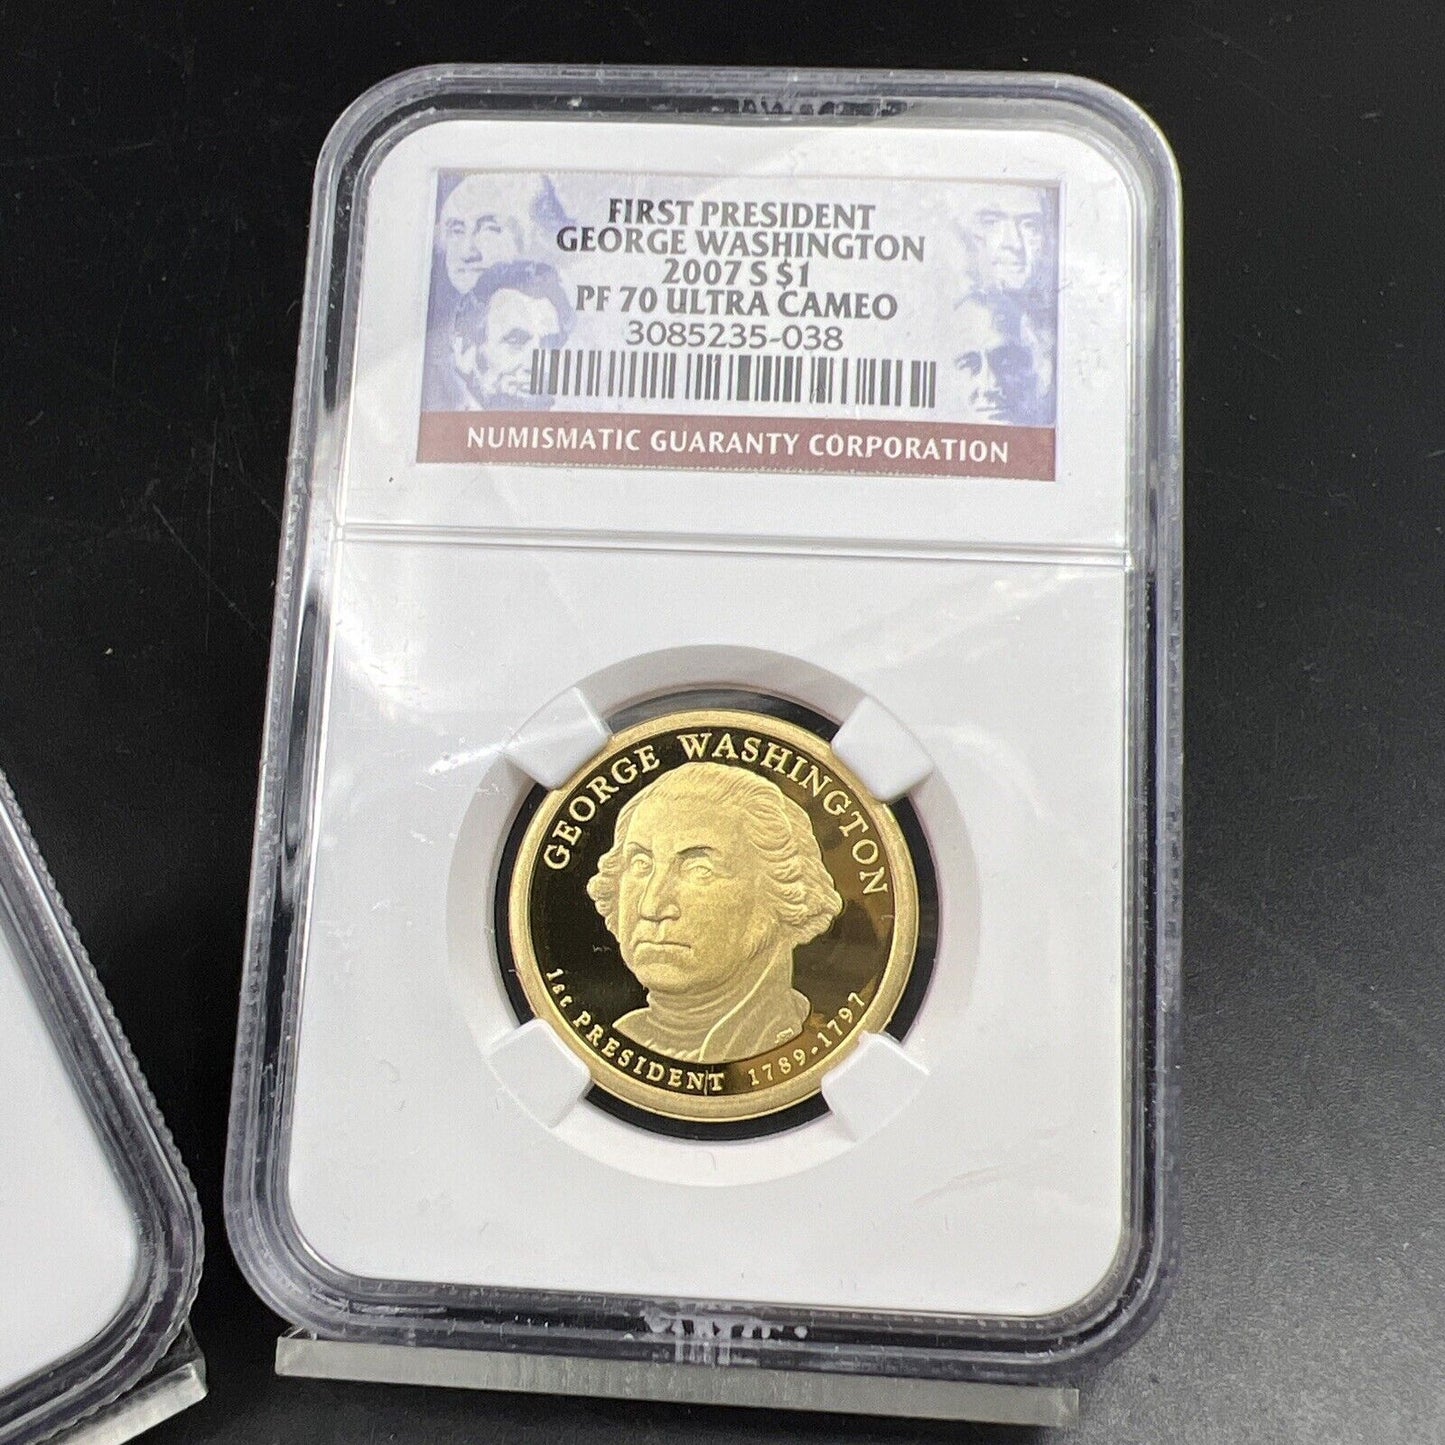 FIRST PRESIDENT
GEORGE WASHINGTON
2007 S $1
PF 70 ULTRA CAMEO
3085235-038
NUMISMATIC GUARANTY CORPORATION
GEORGE WASHINGTON
1st PRESIDENT 1789-1797